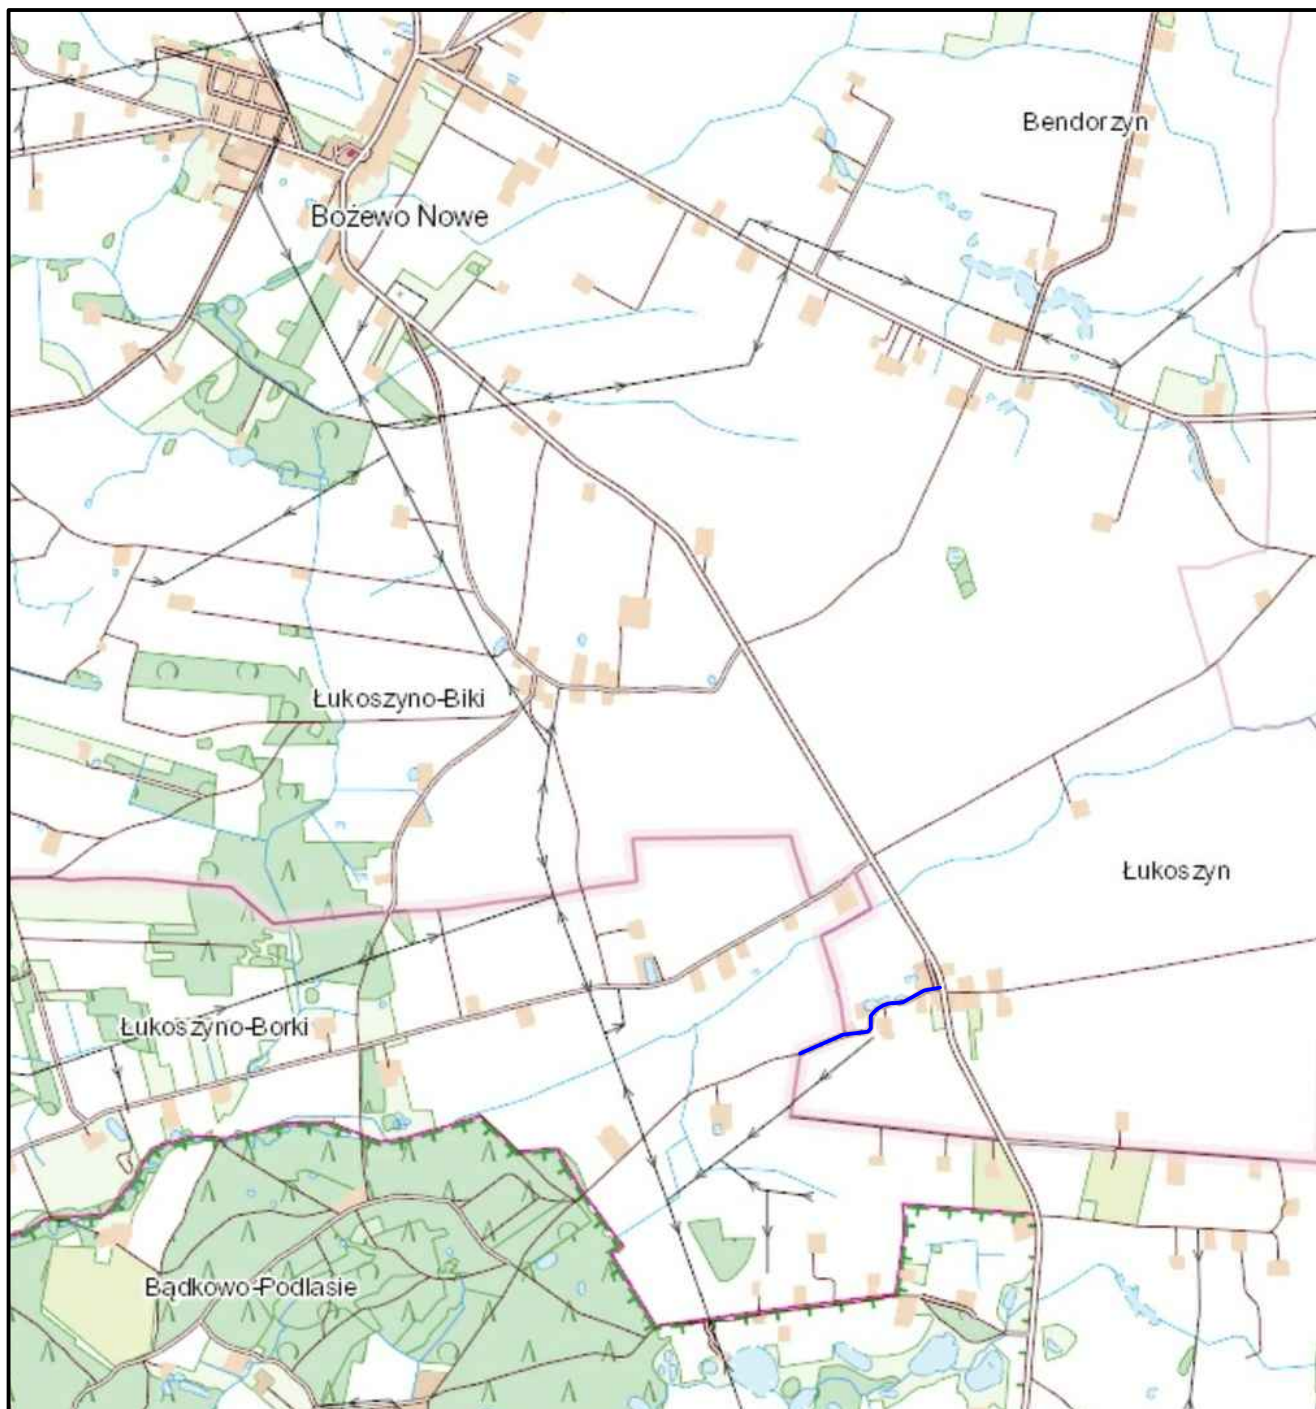 Bendorzyn
Bożewo Nowe
Łukoszyno-Biki
Łukoszyn
Łukoszyno-Borki
Bądkowo-Podlasie